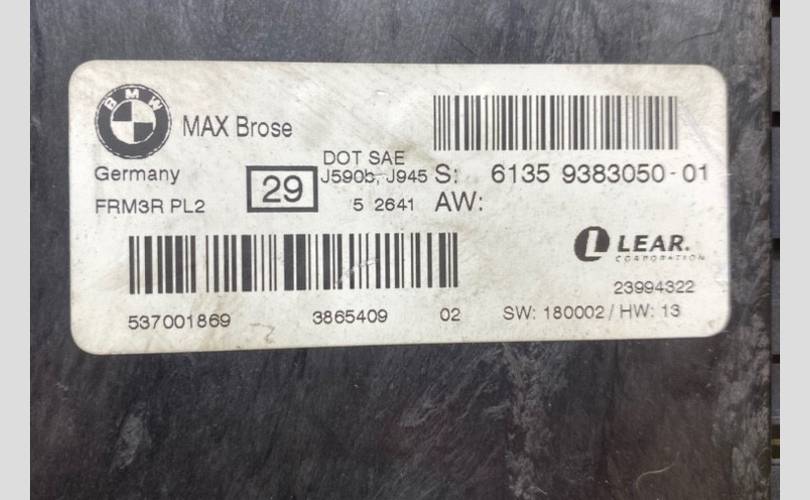 BMW
MAX Brose
Germany
29
DOT SAE
J590b, J945
S: 6135 9383050-01
FRM3R PL2
5 2641
AW:
LEAR.
CORPORATION
23994322
537001869 3865409 02 SW: 180002 / HW: 13